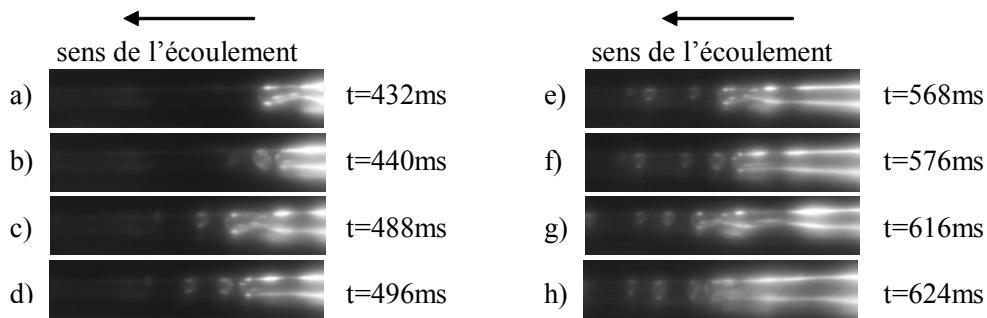 sens de l’écoulement
a) t=432ms
b) t=440ms
c) t=488ms
d) t=496ms
sens de l’écoulement
e) t=568ms
f) t=576ms
g) t=616ms
h) t=624ms